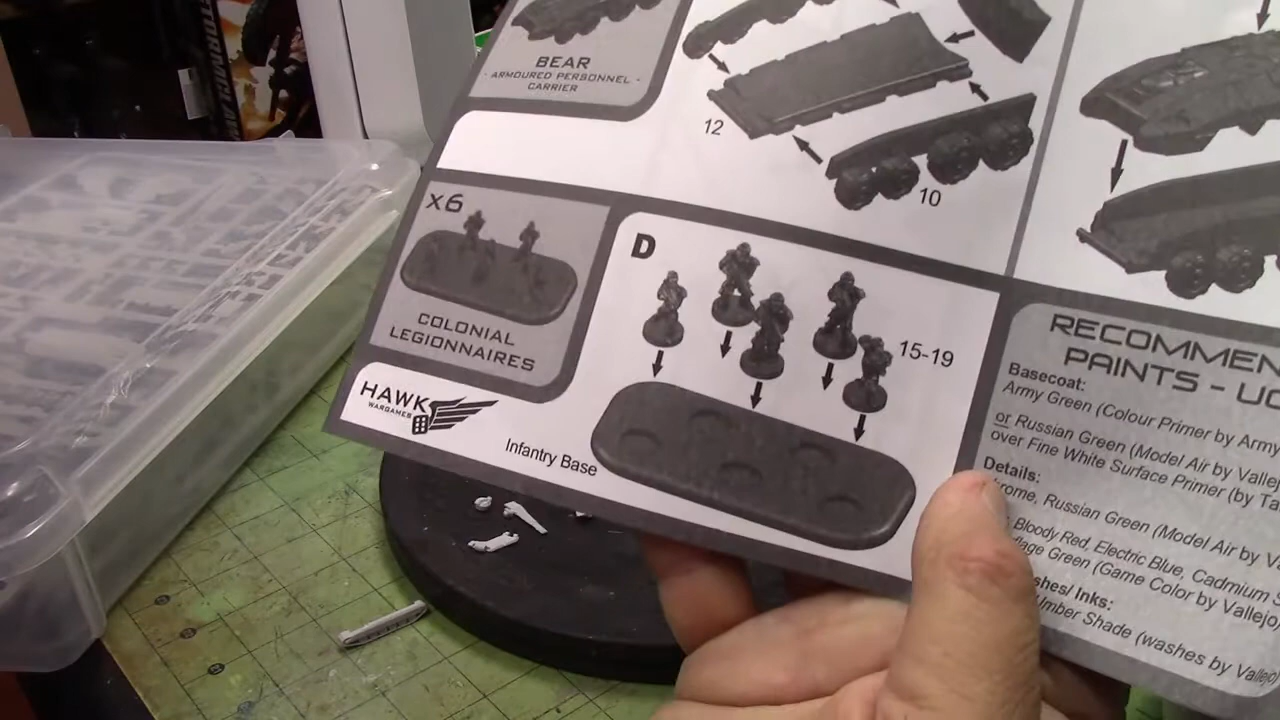 BEAR
- ARMOURED PERSONNEL -
CARRIER
12
10
x6
COLONIAL
LEGIONNAIRES
HAWK
WARGAMES
D
15-19
Infantry Base
RECOMMEN
PAINTS - UC
Basecoat:
Army Green (Colour Primer by Army
or Russian Green (Model Air by Vallej
over Fine White Surface Primer (by Ta
Details:
rome, Russian Green (Model Air by Va
Bloody Red, Electric Blue, Cadmium S
flage Green (Game Color by Vallejo)
shes/ Inks:
Umber Shade (washes by Vallejo